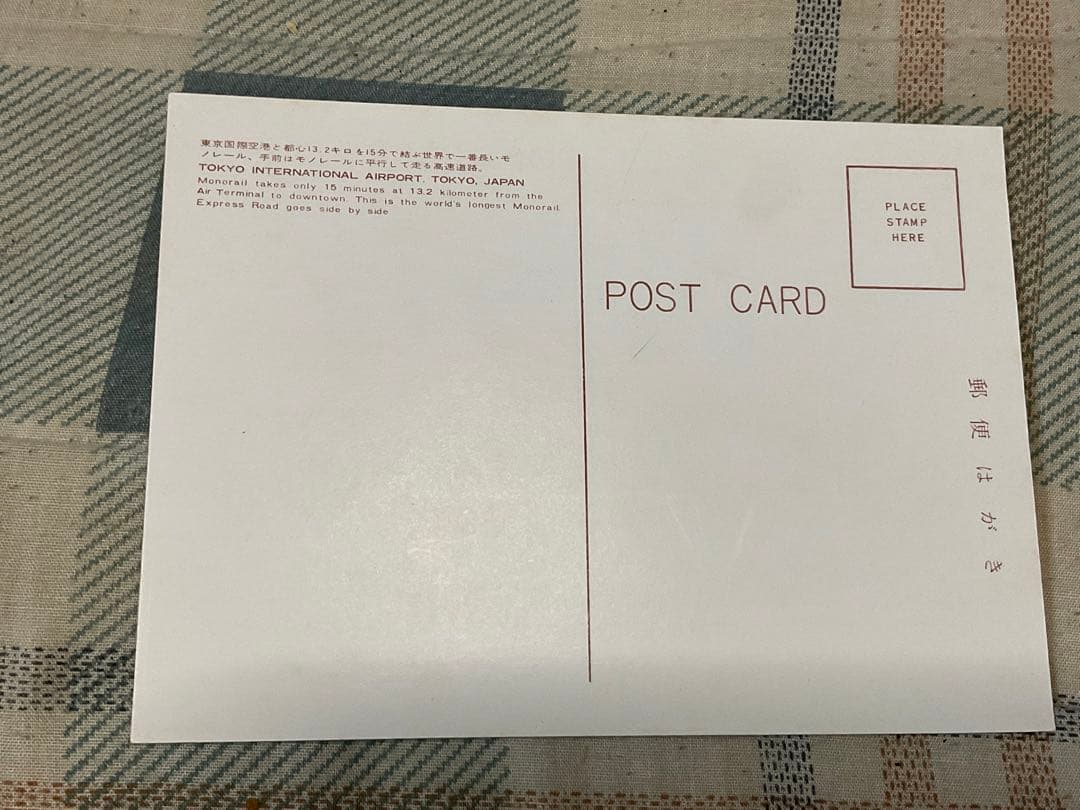 東京国際空港と都心13.2キロを15分で結ぶ世界で一番長いモ
ノレール、手前はモノレールに平行して走る高速道路。
TOKYO INTERNATIONAL AIRPORT, TOKYO, JAPAN
Monorail takes only 15 minutes at 13.2 kilometer from the
Air Terminal to downtown. This is the world's longest Monorail.
Express Road goes side by side
PLACE
STAMP
HERE
POST CARD
郵便はがき